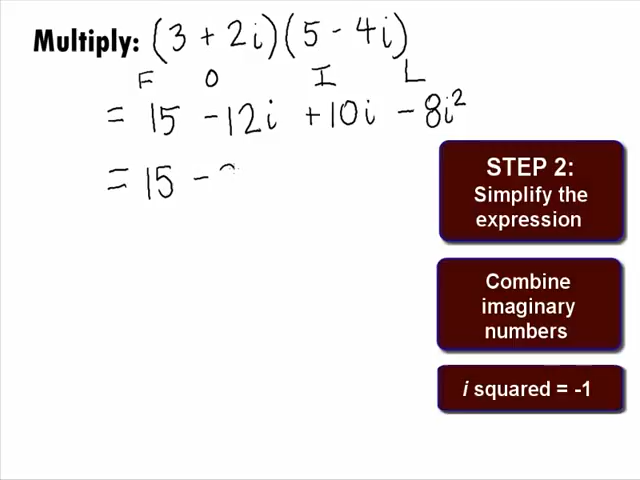 Multiply: (3 + 2i)(5 - 4i)
F O I L
= 15 - 12i + 10i - 8i²
= 15 -
STEP 2:
Simplify the
expression
Combine
imaginary
numbers
i squared = -1